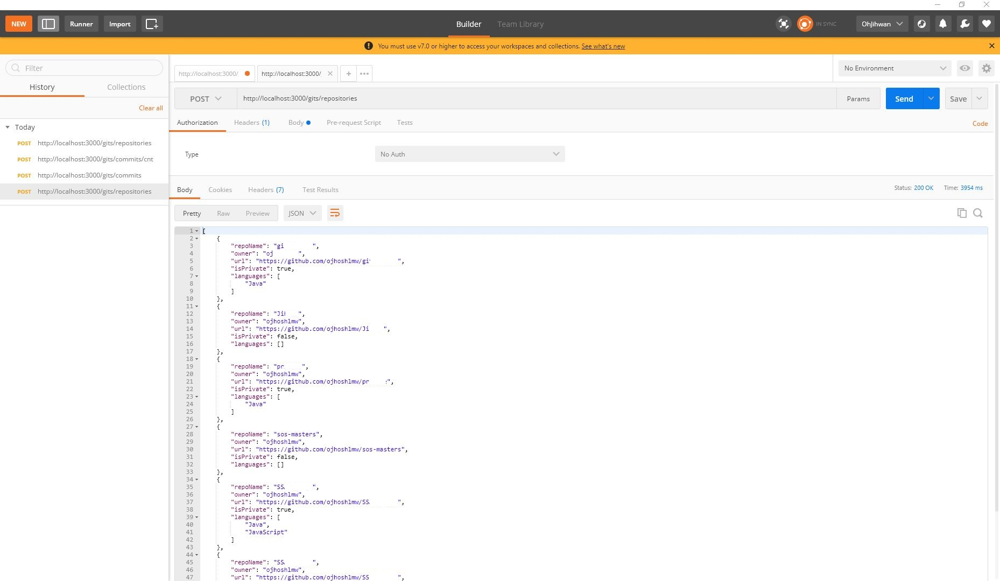 NEW Runner Import Builder Team Library IN SYNC OhJihwan
You must use v7.0 or higher to access your workspaces and collections. See what's new
Filter
History Collections
Clear all
Today
POST http://localhost:3000/gits/repositories
POST http://localhost:3000/gits/commits/cnt
POST http://localhost:3000/gits/commits
POST http://localhost:3000/gits/repositories
http://localhost:3000/ http://localhost:3000/ + ••• No Environment
POST http://localhost:3000/gits/repositories Params Send Save
Authorization Headers (1) Body Pre-request Script Tests Code
Type No Auth
Body Cookies Headers (7) Test Results Status: 200 OK Time: 3954 ms
Pretty Raw Preview JSON
1 [
2 {
3 "repoName": "gi ",
4 "owner": "oj ",
5 "url": "https://github.com/ojhoshlmw/gi ",
6 "isPrivate": true,
7 "languages": [
8 "Java"
9 ]
10 },
11 {
12 "repoName": "Ji ",
13 "owner": "ojhoshlmw",
14 "url": "https://github.com/ojhoshlmw/Ji ",
15 "isPrivate": false,
16 "languages": []
17 },
18 {
19 "repoName": "pr ",
20 "owner": "ojhoshlmw",
21 "url": "https://github.com/ojhoshlmw/pr ",
22 "isPrivate": true,
23 "languages": [
24 "Java"
25 ]
26 },
27 {
28 "repoName": "sos-masters",
29 "owner": "ojhoshlmw",
30 "url": "https://github.com/ojhoshlmw/sos-masters",
31 "isPrivate": false,
32 "languages": []
33 },
34 {
35 "repoName": "SS ",
36 "owner": "ojhoshlmw",
37 "url": "https://github.com/ojhoshlmw/SS ",
38 "isPrivate": true,
39 "languages": [
40 "Java",
41 "JavaScript"
42 ]
43 },
44 {
45 "repoName": "SS ",
46 "owner": "ojhoshlmw",
47 "url": "https://github.com/ojhoshlmw/SS ",